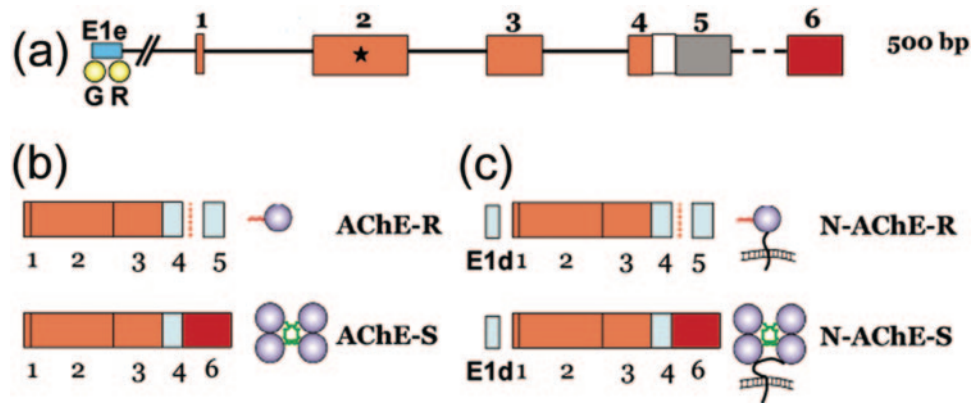 (a) E1e 1 2 3 4 5 6 500 bp
G R
(b) (c)
AChE-R N-AChE-R
1 2 3 4 5 E1d 1 2 3 4 5
AChE-S N-AChE-S
1 2 3 4 6 E1d 1 2 3 4 6